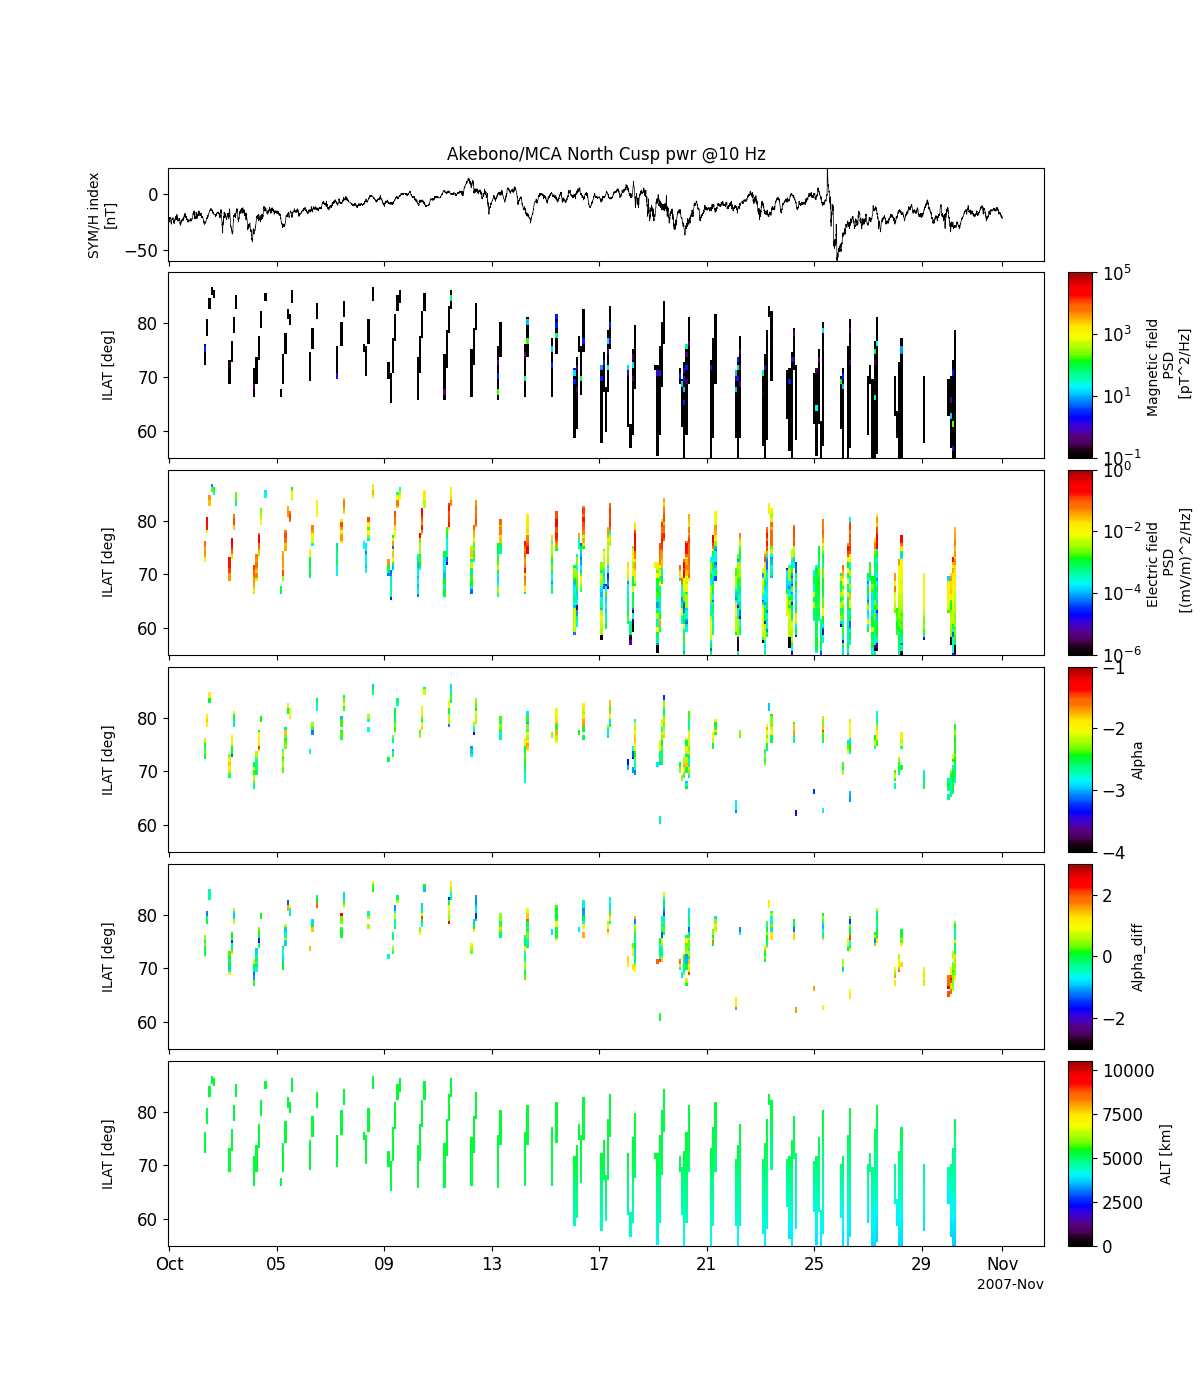 Akebono/MCA North Cusp pwr @10 Hz
SYM/H index
[nT]
0
−50
ILAT [deg]
80
70
60
10^5
10^3
10^1
10^−1
Magnetic field
PSD
[pT^2/Hz]
ILAT [deg]
80
70
60
10^0
10^−2
10^−4
10^−6
Electric field
PSD
[(mV/m)^2/Hz]
ILAT [deg]
80
70
60
−1
−2
−3
−4
Alpha
ILAT [deg]
80
70
60
2
0
−2
Alpha_diff
ILAT [deg]
80
70
60
10000
7500
5000
2500
0
ALT [km]
Oct 05 09 13 17 21 25 29 Nov
2007-Nov